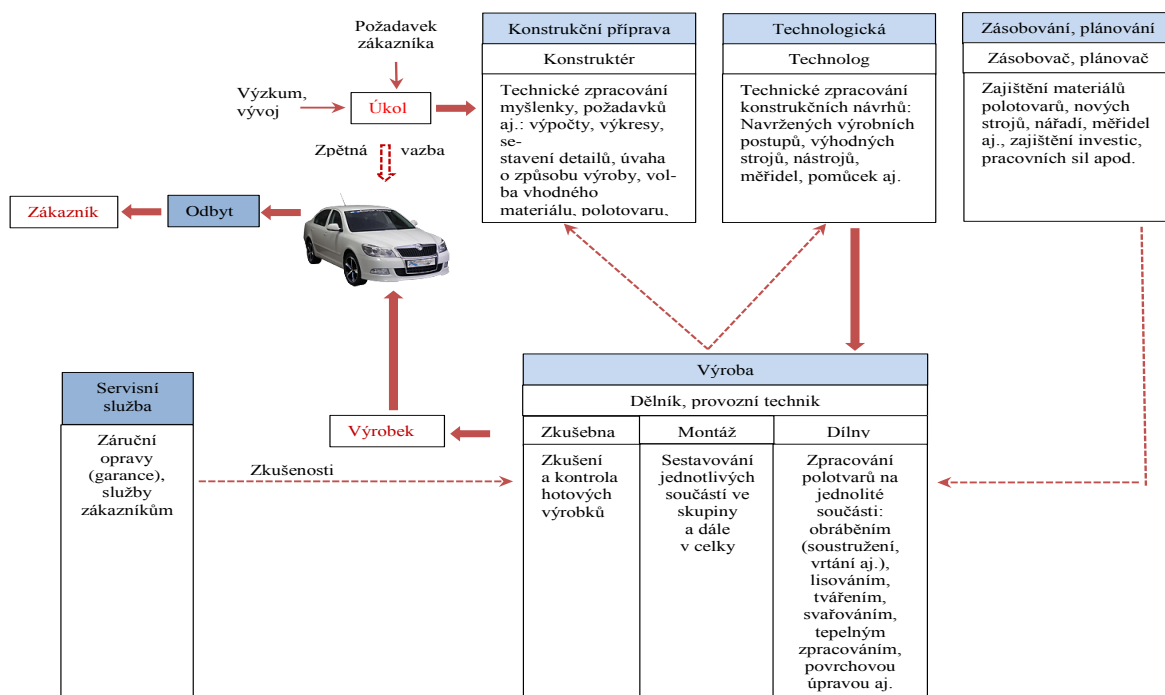 Požadavek
zákazníka
Výzkum,
vývoj
Úkol
Zpětná vazba
Zákazník
Odbyt
Konstrukční příprava
Konstruktér
Technické zpracování
myšlenky, požadavků
aj.: výpočty, výkresy,
se-
stavení detailů, úvaha
o způsobu výroby, vol-
ba vhodného
materiálu, polotovaru,
Technologická
Technolog
Technické zpracování
konstrukčních návrhů:
Navržených výrobních
postupů, výhodných
strojů, nástrojů,
měřidel, pomůcek aj.
Zásobování, plánování
Zásobovač, plánovač
Zajištění materiálů
polotovarů, nových
strojů, nářadí, měřidel
aj., zajištění investic,
pracovních sil apod.
Servisní
služba
Záruční
opravy
(garance),
služby
zákazníkům
Zkušenosti
Výrobek
Výroba
Dělník, provozní technik
Zkušebna
Zkušení
a kontrola
hotových
výrobků
Montáž
Sestavování
jednotlivých
součástí ve
skupiny
a dále
v celky
Dílny
Zpracování
polotvarů na
jednolité
součásti:
obráběním
(soustružení,
vrtání aj.),
lisováním,
tvářením,
svařováním,
tepelným
zpracováním,
povrchovou
úpravou aj.